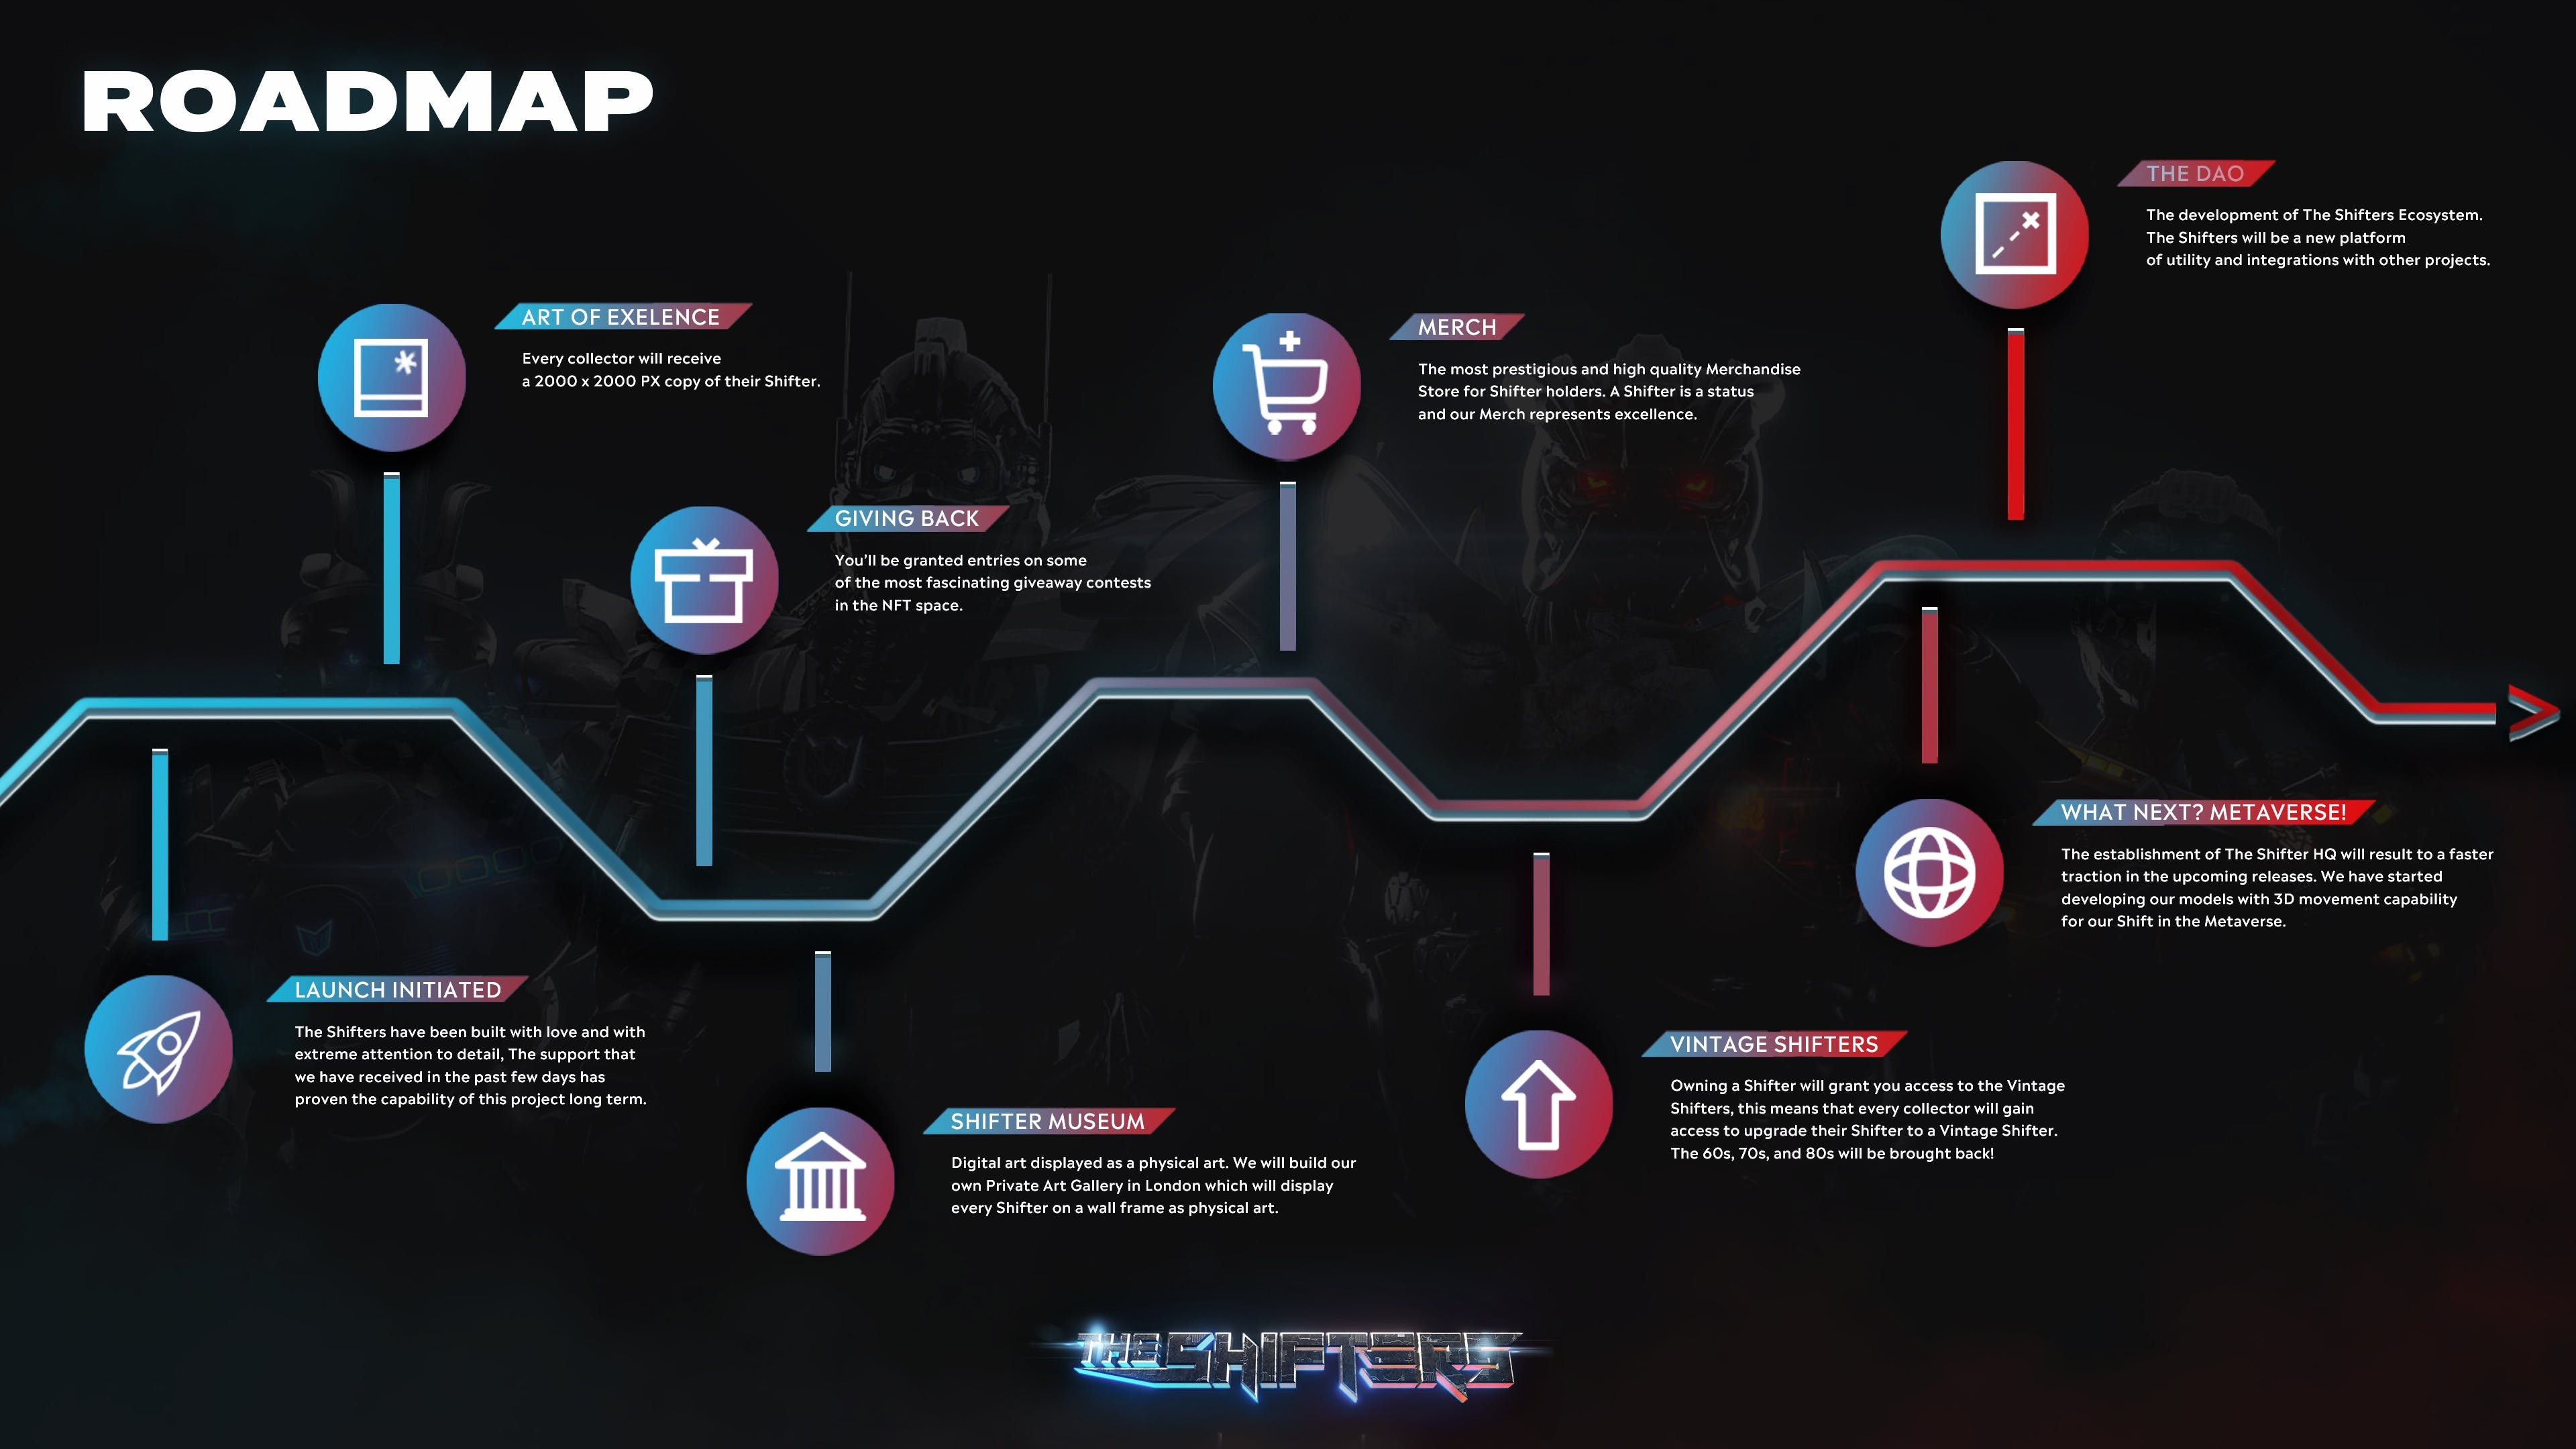 ROADMAP
LAUNCH INITIATED
The Shifters have been built with love and with
extreme attention to detail, The support that
we have received in the past few days has
proven the capability of this project long term.
ART OF EXELENCE
Every collector will receive
a 2000 x 2000 PX copy of their Shifter.
GIVING BACK
You'll be granted entries on some
of the most fascinating giveaway contests
in the NFT space.
SHIFTER MUSEUM
Digital art displayed as a physical art. We will build our
own Private Art Gallery in London which will display
every Shifter on a wall frame as physical art.
MERCH
The most prestigious and high quality Merchandise
Store for Shifter holders. A Shifter is a status
and our Merch represents excellence.
VINTAGE SHIFTERS
Owning a Shifter will grant you access to the Vintage
Shifters, this means that every collector will gain
access to upgrade their Shifter to a Vintage Shifter.
The 60s, 70s, and 80s will be brought back!
WHAT NEXT? METAVERSE!
The establishment of The Shifter HQ will result to a faster
traction in the upcoming releases. We have started
developing our models with 3D movement capability
for our Shift in the Metaverse.
THE DAO
The development of The Shifters Ecosystem.
The Shifters will be a new platform
of utility and integrations with other projects.
THE SHIFTERS